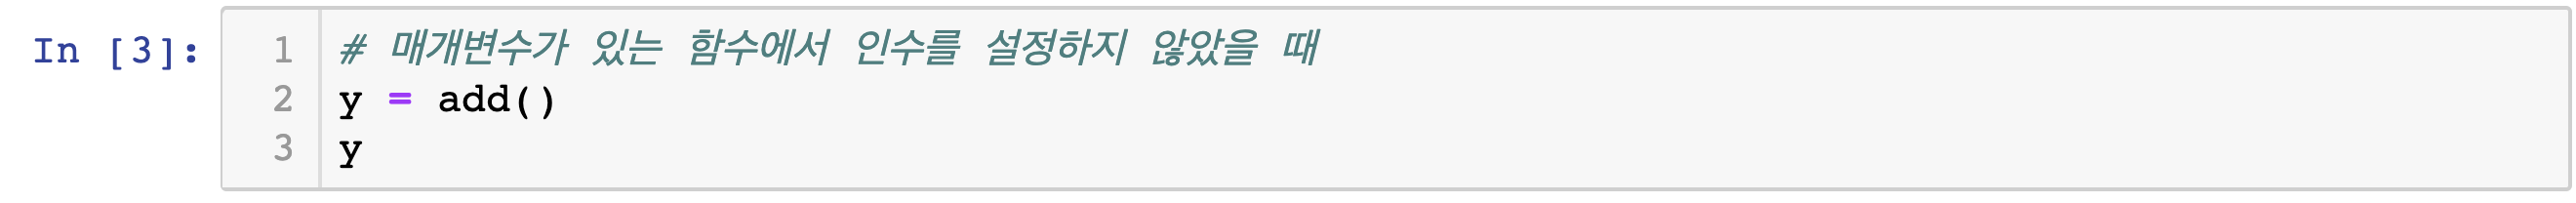 In [3]:
1 # 매개변수가 있는 함수에서 인수를 설정하지 않았을 떄
2 y = add()
3 y